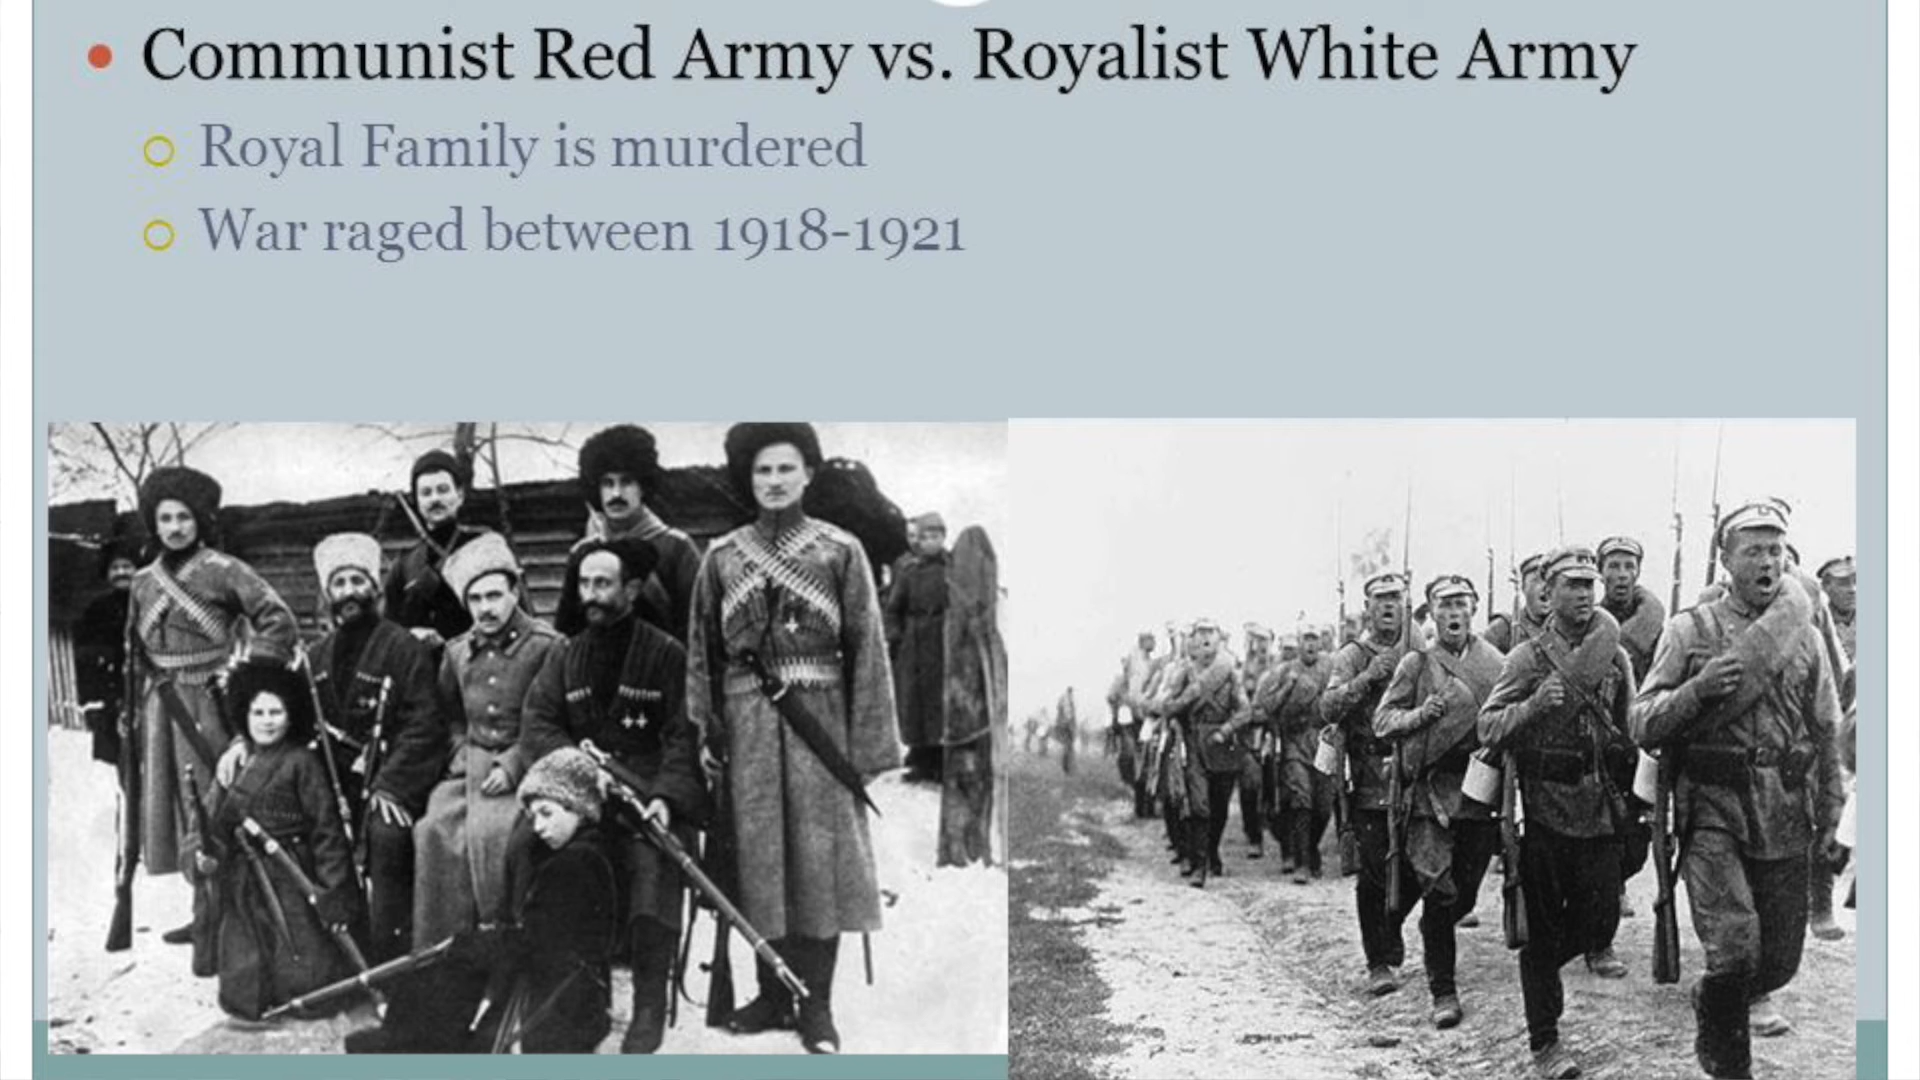 Communist Red Army vs. Royalist White Army
Royal Family is murdered
War raged between 1918-1921